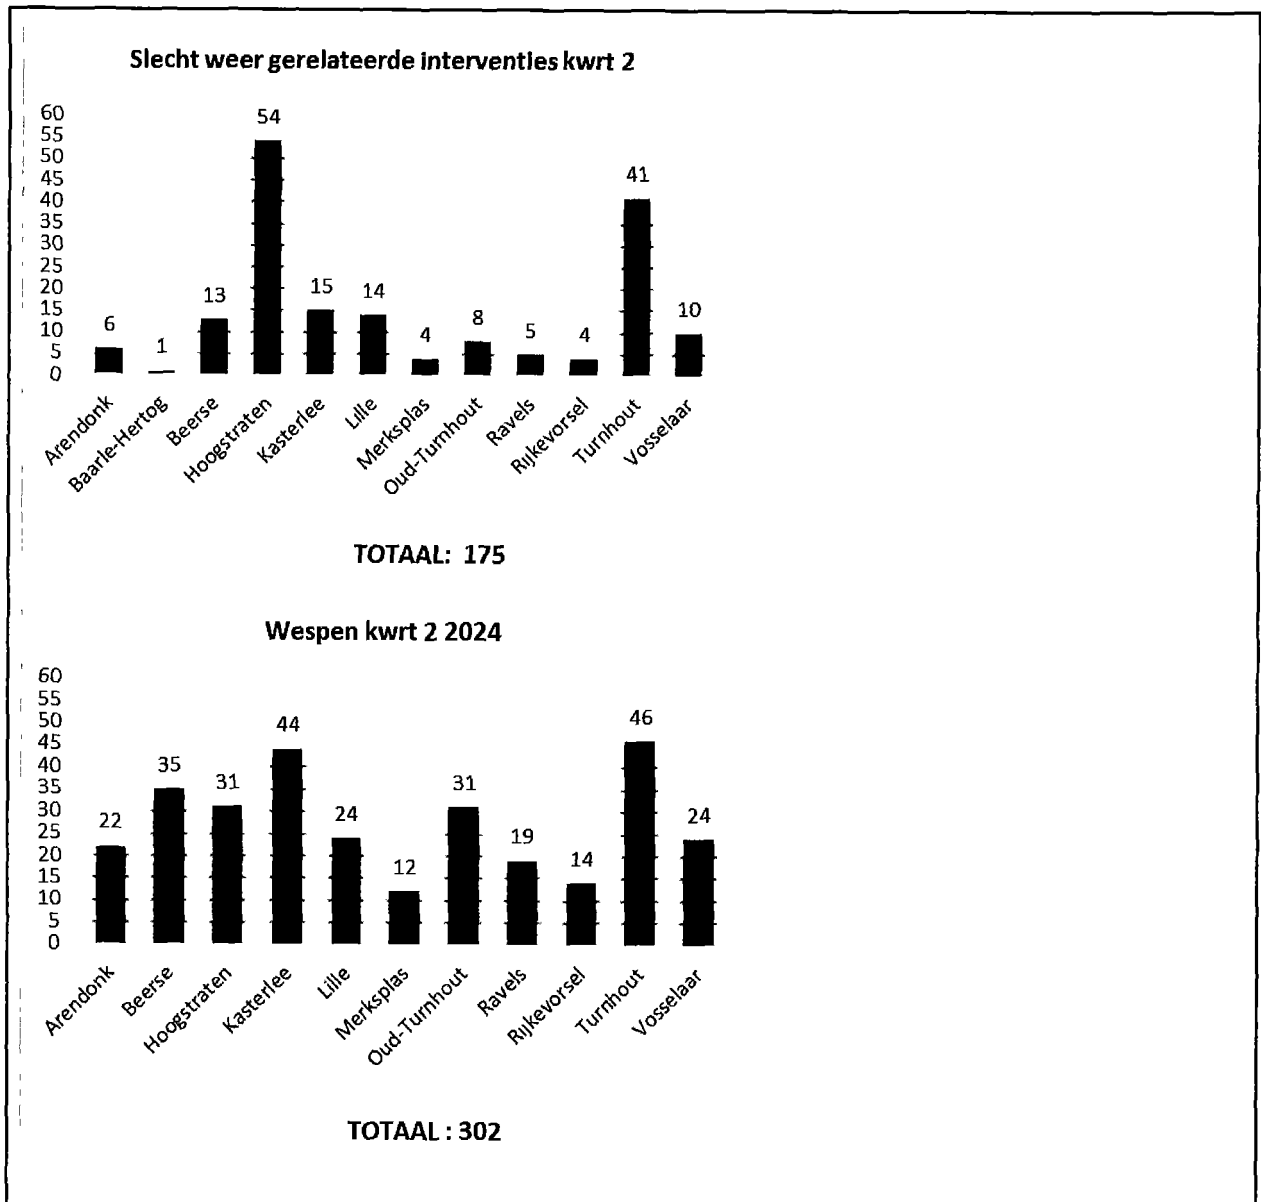 Slecht weer gerelateerde interventies kwrt 2
60
55
50
45
40
35
30
25
20
15
10
5
0
6
1
13
54
15
14
4
8
5
4
41
10
Arendonk
Baarle-Hertog
Beerse
Hoogstraten
Kasterlee
Lille
Merksplas
Oud-Turnhout
Ravels
Rijkevorsel
Turnhout
Vosselaar
TOTAAL: 175
Wespen kwrt 2 2024
60
55
50
45
40
35
30
25
20
15
10
5
0
22
35
31
44
24
12
31
19
14
46
24
Arendonk
Beerse
Hoogstraten
Kasterlee
Lille
Merksplas
Oud-Turnhout
Ravels
Rijkevorsel
Turnhout
Vosselaar
TOTAAL : 302